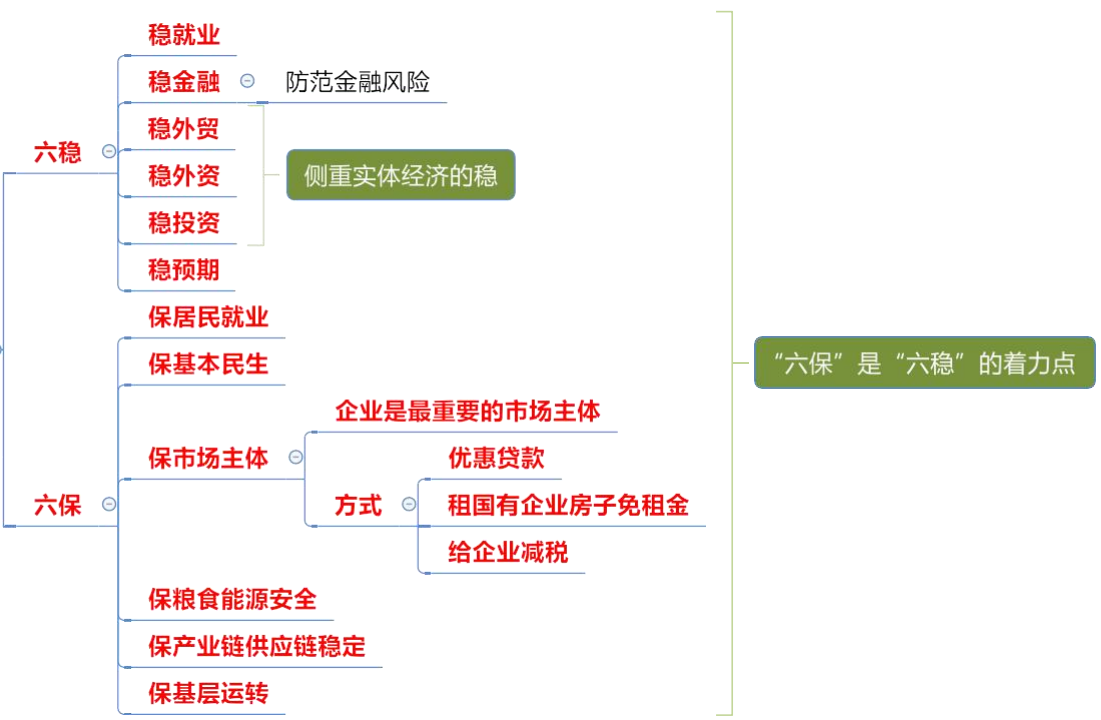 六稳
稳就业
稳金融
防范金融风险
稳外贸
稳外资
稳投资
侧重实体经济的稳
稳预期
六保
保居民就业
保基本民生
保市场主体
企业是最重要的市场主体
方式
优惠贷款
租国有企业房子免租金
给企业减税
保粮食能源安全
保产业链供应链稳定
保基层运转
“六保”是“六稳”的着力点